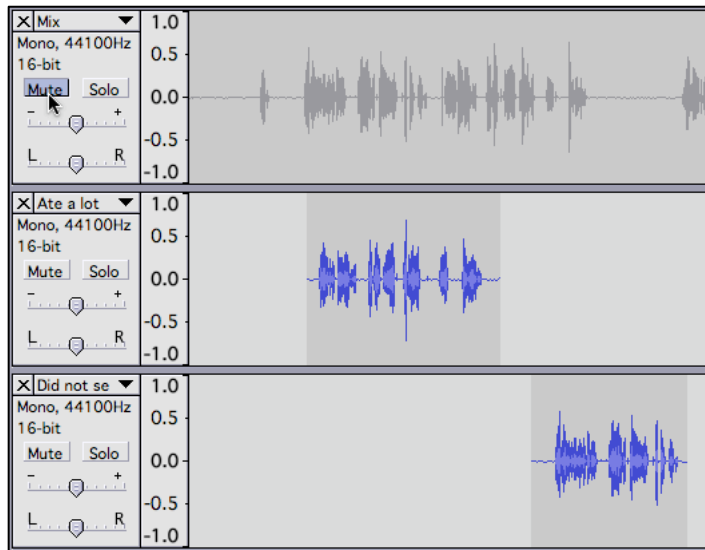 Mix
Mono, 44100Hz
16-bit
Mute Solo
- +
L R
1.0
0.5
0.0
-0.5
-1.0
Ate a lot
Mono, 44100Hz
16-bit
Mute Solo
- +
L R
1.0
0.5
0.0
-0.5
-1.0
Did not se
Mono, 44100Hz
16-bit
Mute Solo
- +
L R
1.0
0.5
0.0
-0.5
-1.0